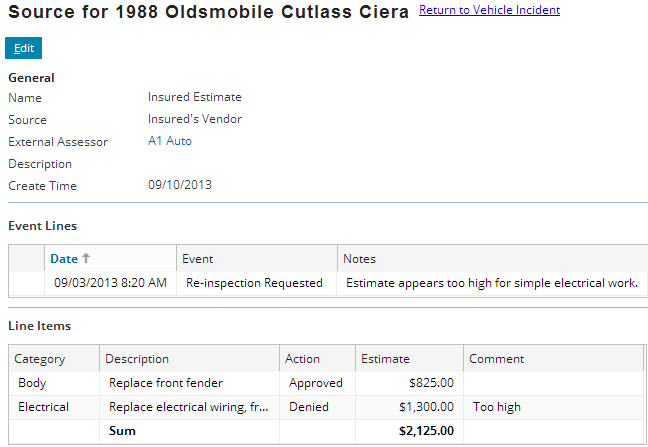 Source for 1988 Oldsmobile Cutlass Ciera Return to Vehicle Incident
Edit
General
Name Insured Estimate
Source Insured's Vendor
External Assessor A1 Auto
Description
Create Time 09/10/2013
Event Lines
Date ↑ Event Notes
09/03/2013 8:20 AM Re-inspection Requested Estimate appears too high for simple electrical work.
Line Items
Category Description Action Estimate Comment
Body Replace front fender Approved $825.00
Electrical Replace electrical wiring, fr... Denied $1,300.00 Too high
Sum $2,125.00